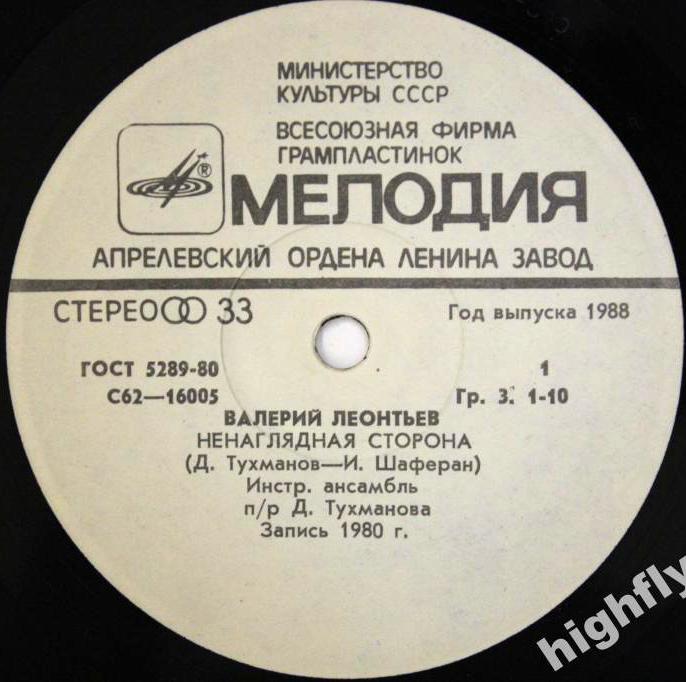 МИНИСТЕРСТВО
КУЛЬТУРЫ СССР
ВСЕСОЮЗНАЯ ФИРМА
ГРАМПЛАСТИНОК
®
МЕЛОДИЯ
АПРЕЛЕВСКИЙ ОРДЕНА ЛЕНИНА ЗАВОД
СТЕРЕО 33
Год выпуска 1988
ГОСТ 5289-80
1
С62—16005
Гр. 3. 1-10
ВАЛЕРИЙ ЛЕОНТЬЕВ
НЕНАГЛЯДНАЯ СТОРОНА
(Д. Тухманов—И. Шаферан)
Инстр. ансамбль
п/р Д. Тухманова
Запись 1980 г.
highfly